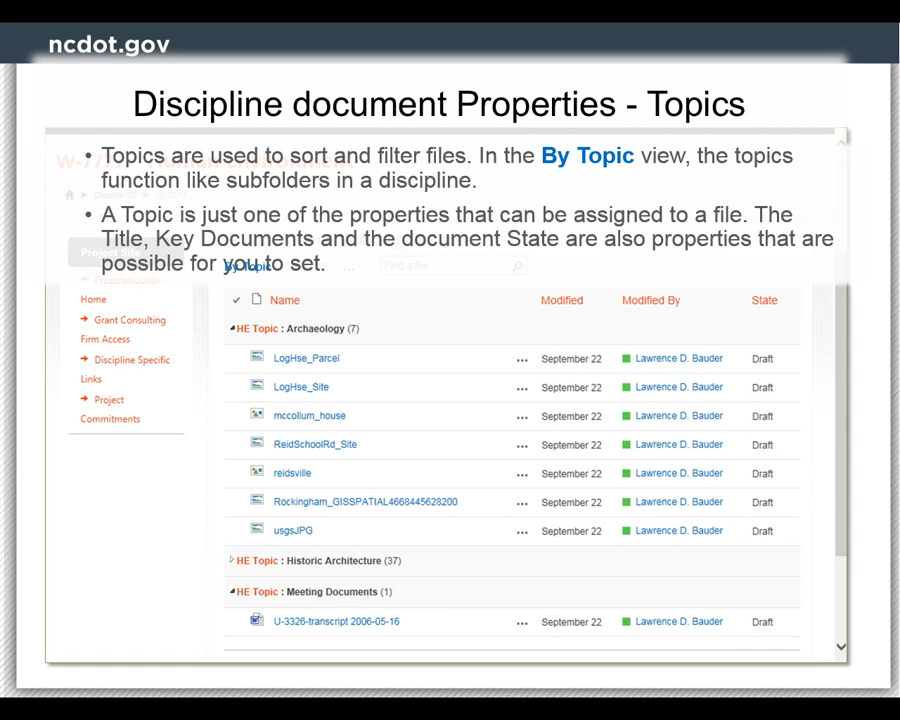 ncdot.gov
Discipline document Properties - Topics
• Topics are used to sort and filter files. In the By Topic view, the topics
function like subfolders in a discipline.
• A Topic is just one of the properties that can be assigned to a file. The
Title, Key Documents and the document State are also properties that are
possible for you to set.
Project Site
By Topic
...
Find a file
Preconstruction
Home
Grant Consulting
Firm Access
Discipline Specific
Links
Project
Commitments
Name Modified Modified By State
HE Topic : Archaeology (7)
LogHse_Parcel ... September 22 Lawrence D. Bauder Draft
LogHse_Site ... September 22 Lawrence D. Bauder Draft
mccollum_house ... September 22 Lawrence D. Bauder Draft
ReidSchoolRd_Site ... September 22 Lawrence D. Bauder Draft
reidsville ... September 22 Lawrence D. Bauder Draft
Rockingham_GISSPATIAL4668445628200 ... September 22 Lawrence D. Bauder Draft
usgsJPG ... September 22 Lawrence D. Bauder Draft
HE Topic : Historic Architecture (37)
HE Topic : Meeting Documents (1)
U-3326-transcript 2006-05-16 ... September 22 Lawrence D. Bauder Draft